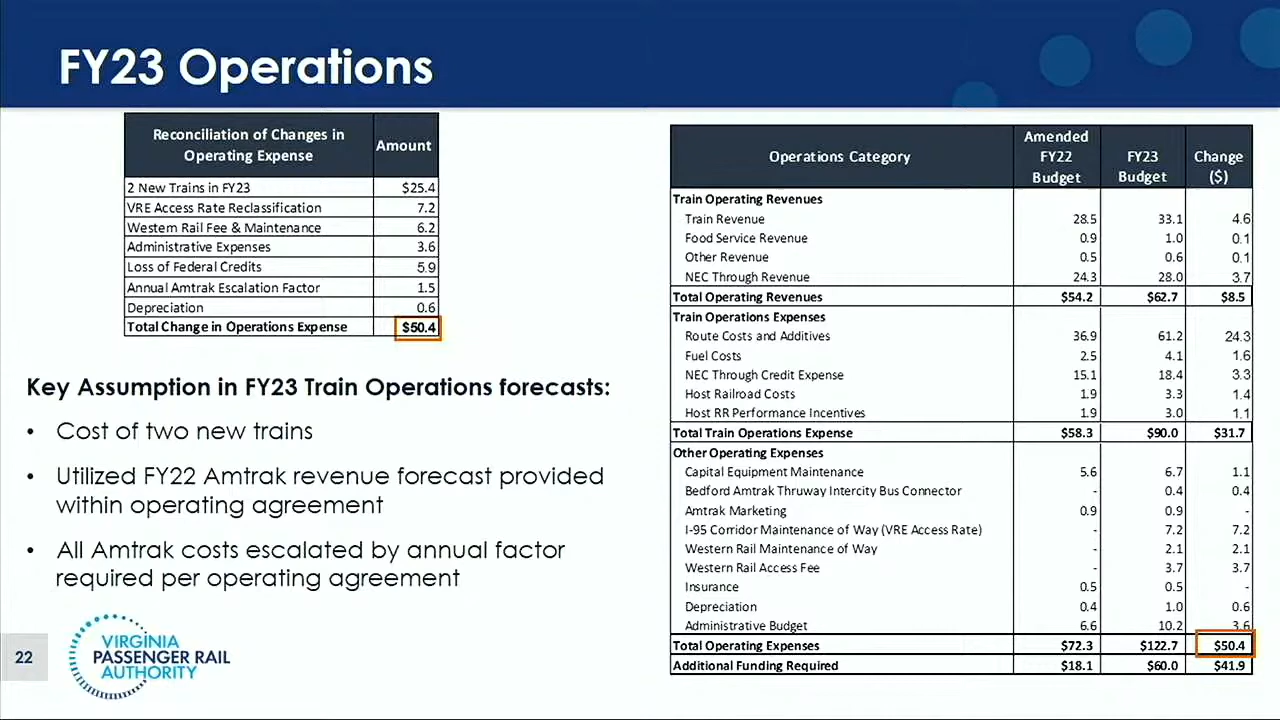 FY23 Operations
Reconciliation of Changes in Operating Expense Amount
2 New Trains in FY23 $25.4
VRE Access Rate Reclassification 7.2
Western Rail Fee & Maintenance 6.2
Administrative Expenses 3.6
Loss of Federal Credits 5.9
Annual Amtrak Escalation Factor 1.5
Depreciation 0.6
Total Change in Operations Expense $50.4
Key Assumption in FY23 Train Operations forecasts:
• Cost of two new trains
• Utilized FY22 Amtrak revenue forecast provided
within operating agreement
• All Amtrak costs escalated by annual factor
required per operating agreement
22
VIRGINIA
PASSENGER RAIL
AUTHORITY
Operations Category Amended FY22 Budget FY23 Budget Change ($)
Train Operating Revenues
Train Revenue 28.5 33.1 4.6
Food Service Revenue 0.9 1.0 0.1
Other Revenue 0.5 0.6 0.1
NEC Through Revenue 24.3 28.0 3.7
Total Operating Revenues $54.2 $62.7 $8.5
Train Operations Expenses
Route Costs and Additives 36.9 61.2 24.3
Fuel Costs 2.5 4.1 1.6
NEC Through Credit Expense 15.1 18.4 3.3
Host Railroad Costs 1.9 3.3 1.4
Host RR Performance Incentives 1.9 3.0 1.1
Total Train Operations Expense $58.3 $90.0 $31.7
Other Operating Expenses
Capital Equipment Maintenance 5.6 6.7 1.1
Bedford Amtrak Thruway Intercity Bus Connector - 0.4 0.4
Amtrak Marketing 0.9 0.9 -
I-95 Corridor Maintenance of Way (VRE Access Rate) - 7.2 7.2
Western Rail Maintenance of Way - 2.1 2.1
Western Rail Access Fee - 3.7 3.7
Insurance 0.5 0.5 -
Depreciation 0.4 1.0 0.6
Administrative Budget 6.6 10.2 3.6
Total Operating Expenses $72.3 $122.7 $50.4
Additional Funding Required $18.1 $60.0 $41.9